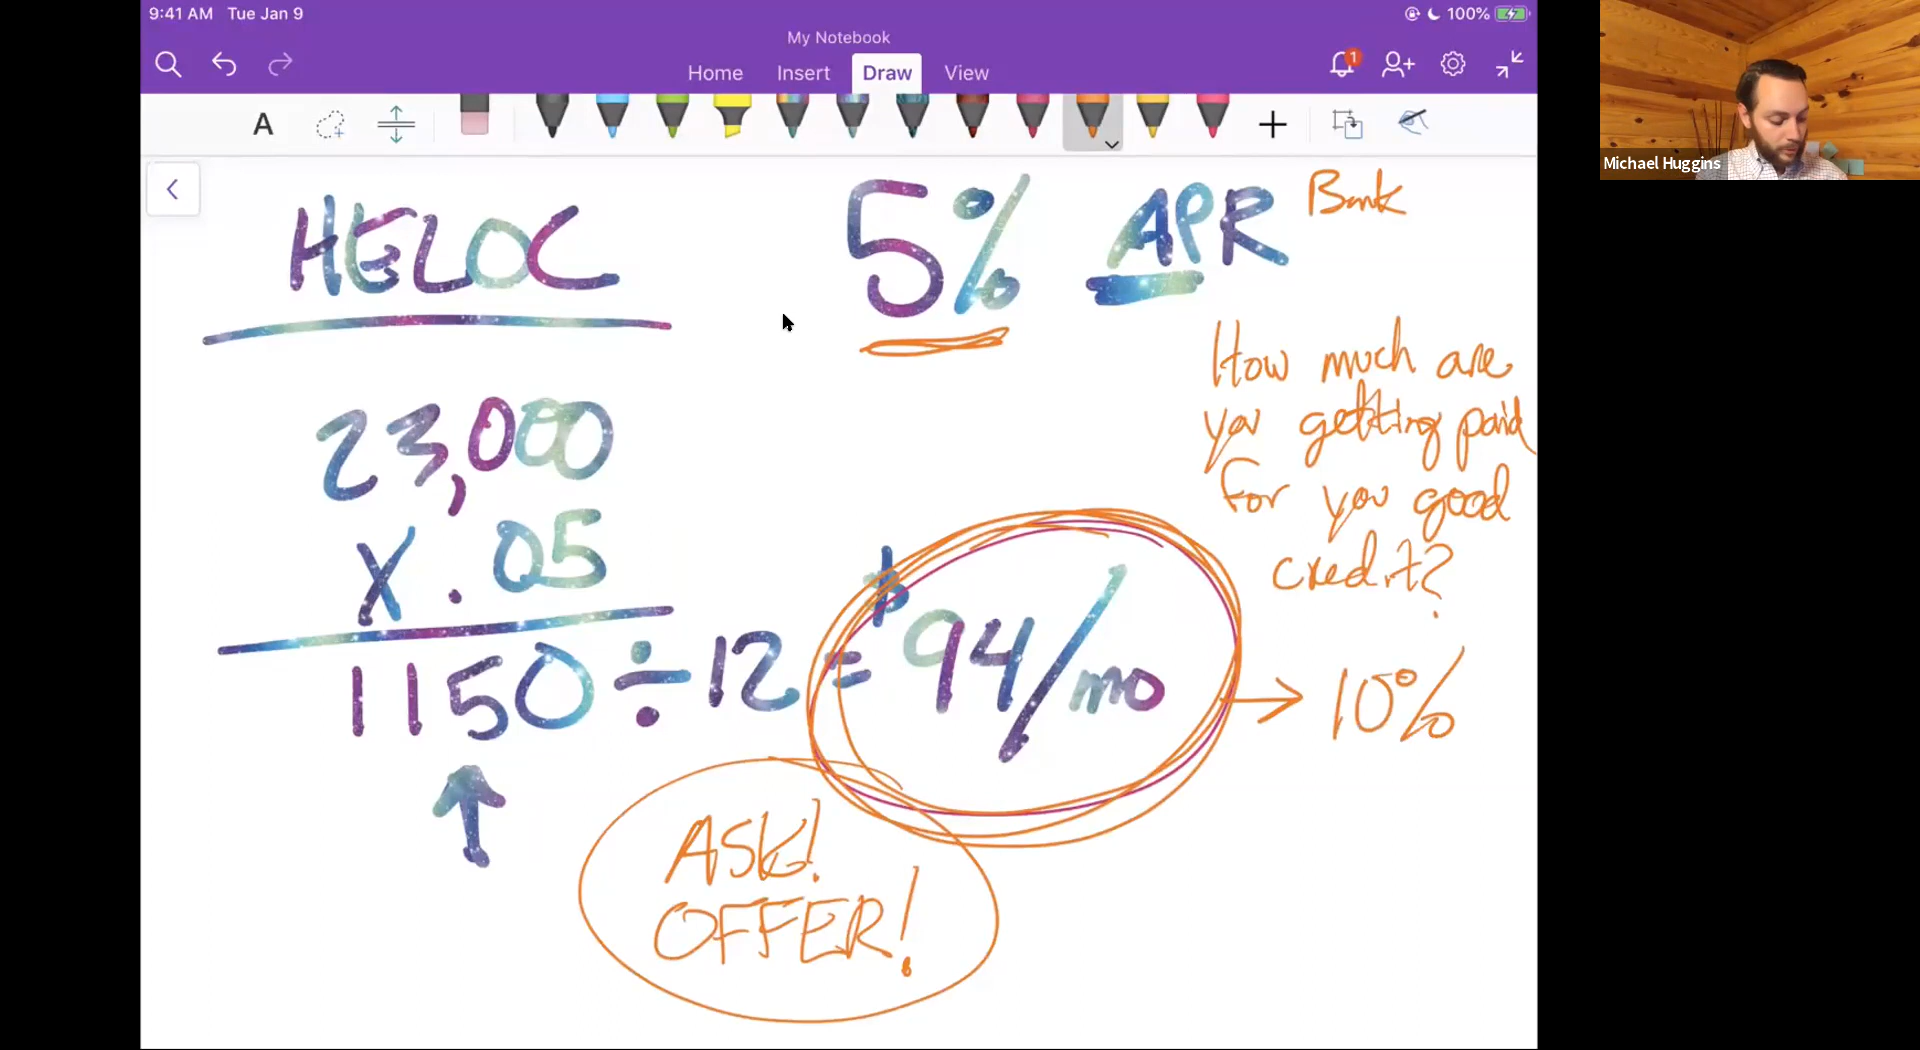 9:41 AM Tue Jan 9
100%
My Notebook
Home Insert Draw View
1
A
Michael Huggins
HELOC
5% APR Bank
23,000
X .05
1150 ÷ 12 = $94/mo
How much are
you getting paid
for you good
credit?
→ 10%
ASK!
OFFER!